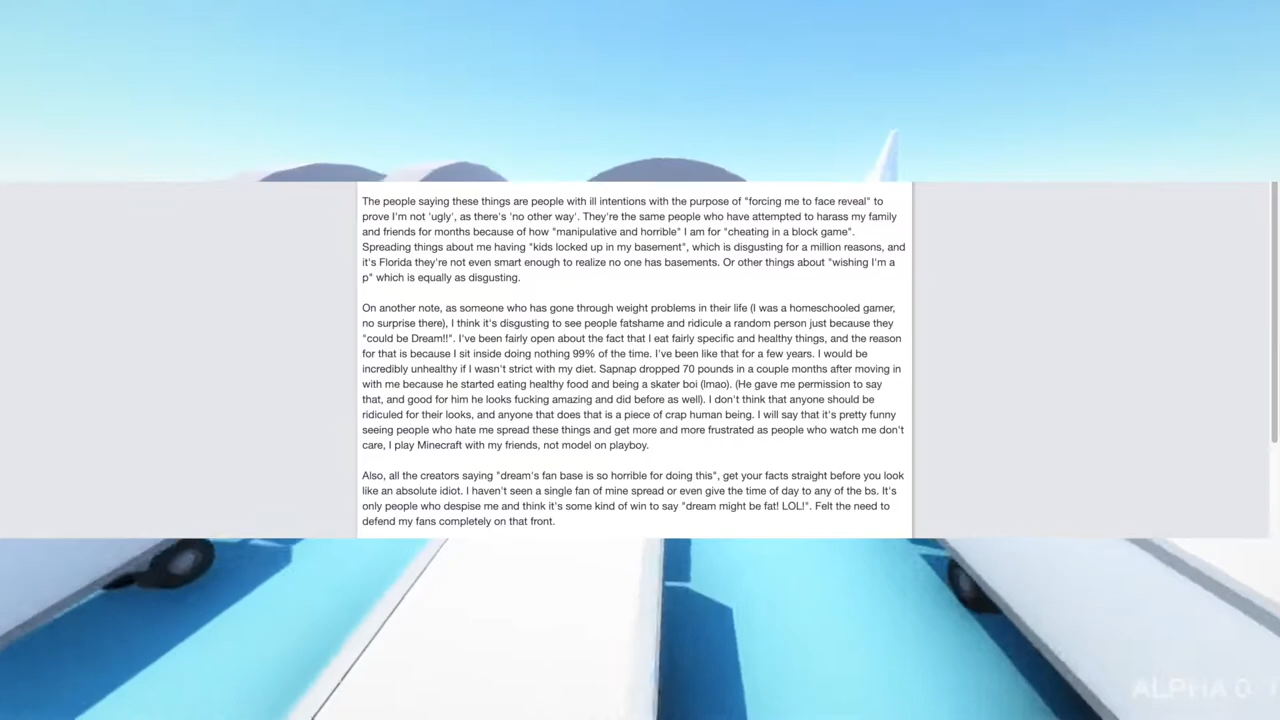 The people saying these things are people with ill intentions with the purpose of "forcing me to face reveal" to
prove I'm not 'ugly', as there's 'no other way'. They're the same people who have attempted to harass my family
and friends for months because of how "manipulative and horrible" I am for "cheating in a block game".
Spreading things about me having "kids locked up in my basement", which is disgusting for a million reasons, and
it's Florida they're not even smart enough to realize no one has basements. Or other things about "wishing I'm a
p" which is equally as disgusting.
On another note, as someone who has gone through weight problems in their life (I was a homeschooled gamer,
no surprise there), I think it's disgusting to see people fatshame and ridicule a random person just because they
"could be Dream!!". I've been fairly open about the fact that I eat fairly specific and healthy things, and the reason
for that is because I sit inside doing nothing 99% of the time. I've been like that for a few years. I would be
incredibly unhealthy if I wasn't strict with my diet. Sapnap dropped 70 pounds in a couple months after moving in
with me because he started eating healthy food and being a skater boi (lmao). (He gave me permission to say
that, and good for him he looks fucking amazing and did before as well). I don't think that anyone should be
ridiculed for their looks, and anyone that does that is a piece of crap human being. I will say that it's pretty funny
seeing people who hate me spread these things and get more and more frustrated as people who watch me don't
care, I play Minecraft with my friends, not model on playboy.
Also, all the creators saying "dream's fan base is so horrible for doing this", get your facts straight before you look
like an absolute idiot. I haven't seen a single fan of mine spread or even give the time of day to any of the bs. It's
only people who despise me and think it's some kind of win to say "dream might be fat! LOL!". Felt the need to
defend my fans completely on that front.
ALPHA 0